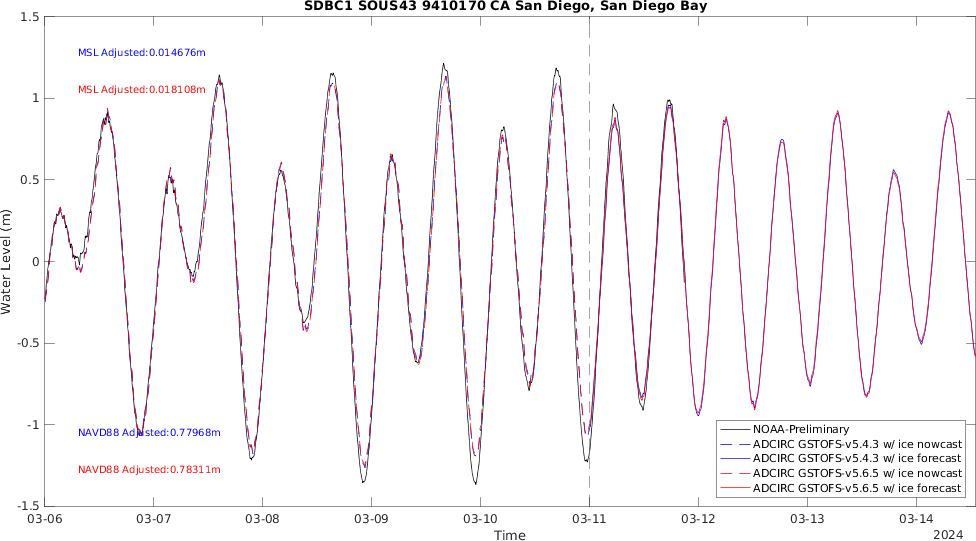 SDBC1 SOUS43 9410170 CA San Diego, San Diego Bay
1.5
1
0.5
0
-0.5
-1
-1.5
Water Level (m)
MSL Adjusted:0.014676m
MSL Adjusted:0.018108m
NAVD88 Adjusted:0.77968m
NAVD88 Adjusted:0.78311m
NOAA-Preliminary
ADCIRC GSTOFS-v5.4.3 w/ ice nowcast
ADCIRC GSTOFS-v5.4.3 w/ ice forecast
ADCIRC GSTOFS-v5.6.5 w/ ice nowcast
ADCIRC GSTOFS-v5.6.5 w/ ice forecast
03-06 03-07 03-08 03-09 03-10 03-11 03-12 03-13 03-14
Time
2024